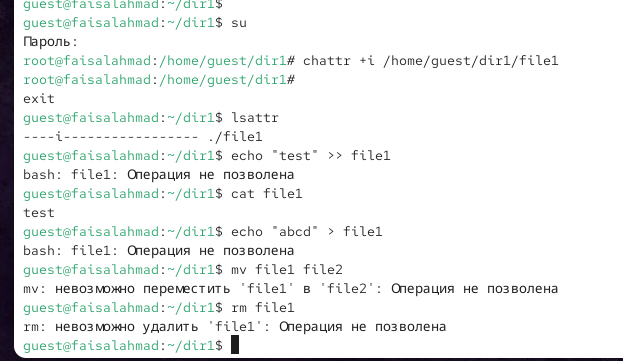 guest@faisalahmad:~/dir1$
guest@faisalahmad:~/dir1$ su
Пароль:
root@faisalahmad:/home/guest/dir1# chattr +i /home/guest/dir1/file1
root@faisalahmad:/home/guest/dir1#
exit
guest@faisalahmad:~/dir1$ lsattr
----i----------------- ./file1
guest@faisalahmad:~/dir1$ echo "test" >> file1
bash: file1: Операция не позволена
guest@faisalahmad:~/dir1$ cat file1
test
guest@faisalahmad:~/dir1$ echo "abcd" > file1
bash: file1: Операция не позволена
guest@faisalahmad:~/dir1$ mv file1 file2
mv: невозможно переместить 'file1' в 'file2': Операция не позволена
guest@faisalahmad:~/dir1$ rm file1
rm: невозможно удалить 'file1': Операция не позволена
guest@faisalahmad:~/dir1$